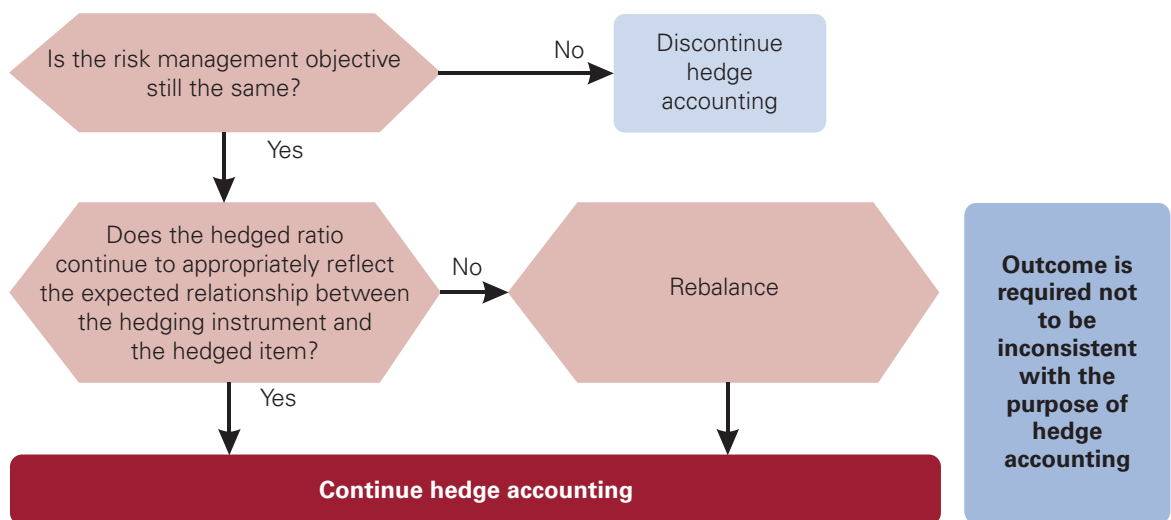 Is the risk management objective
still the same?
No
Discontinue
hedge
accounting
Yes
Does the hedged ratio
continue to appropriately reflect
the expected relationship between
the hedging instrument and
the hedged item?
No
Rebalance
Outcome is
required not
to be
inconsistent
with the
purpose of
hedge
accounting
Yes
Continue hedge accounting